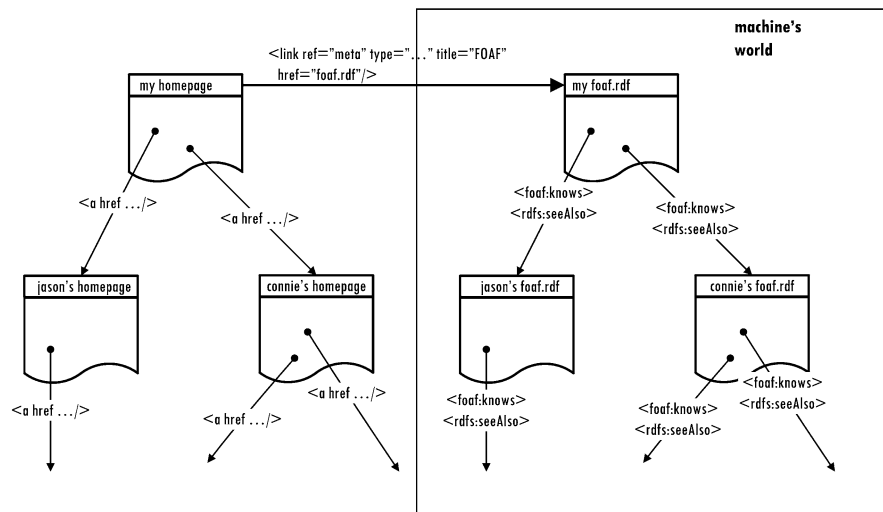 machine's
world
<link ref="meta" type="…" title="FOAF"
href="foaf.rdf"/>
my homepage
my foaf.rdf
<a href …/>
<a href …/>
<foaf:knows>
<rdfs:seeAlso>
<foaf:knows>
<rdfs:seeAlso>
jason's homepage
connie's homepage
jason's foaf.rdf
connie's foaf.rdf
<a href …/>
<a href …/>
<a href …/>
<foaf:knows>
<rdfs:seeAlso>
<foaf:knows>
<rdfs:seeAlso>
<foaf:knows>
<rdfs:seeAlso>